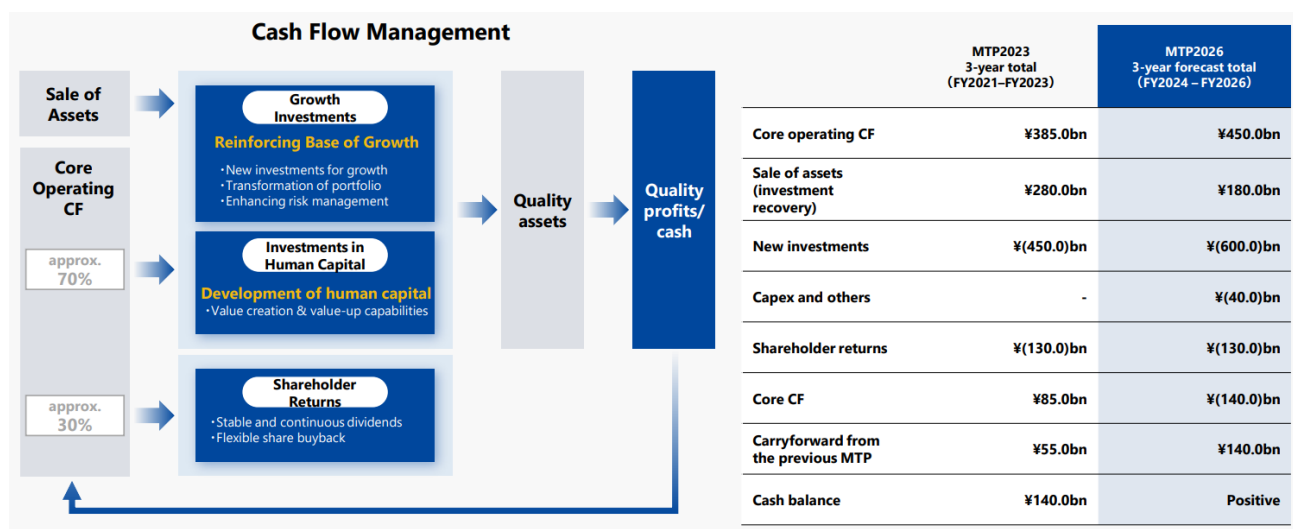 Cash Flow Management
Sale of
Assets
Core
Operating
CF
approx.
70%
approx.
30%
Growth
Investments
Reinforcing Base of Growth
・New investments for growth
・Transformation of portfolio
・Enhancing risk management
Investments in
Human Capital
Development of human capital
・Value creation & value-up capabilities
Shareholder
Returns
・Stable and continuous dividends
・Flexible share buyback
Quality
assets
Quality
profits/
cash
MTP2023
3-year total
（FY2021–FY2023）
MTP2026
3-year forecast total
（FY2024 – FY2026）
Core operating CF ¥385.0bn ¥450.0bn
Sale of assets
(investment
recovery) ¥280.0bn ¥180.0bn
New investments ¥(450.0)bn ¥(600.0)bn
Capex and others - ¥(40.0)bn
Shareholder returns ¥(130.0)bn ¥(130.0)bn
Core CF ¥85.0bn ¥(140.0)bn
Carryforward from
the previous MTP ¥55.0bn ¥140.0bn
Cash balance ¥140.0bn Positive